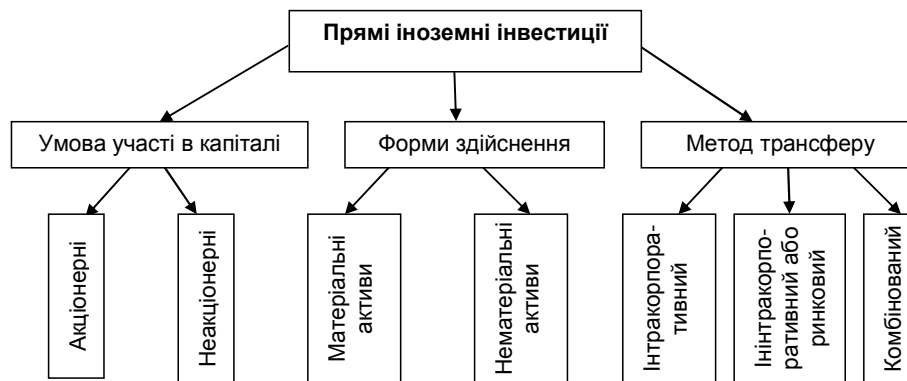 Прямі іноземні інвестиції
Умова участі в капіталі
Форми здійснення
Метод трансферу
Акціонерні
Неакціонерні
Матеріальні
активи
Нематеріальні
активи
Інтракорпора-
тивний
Інінтракорпо-
ративний або
ринковий
Комбінований